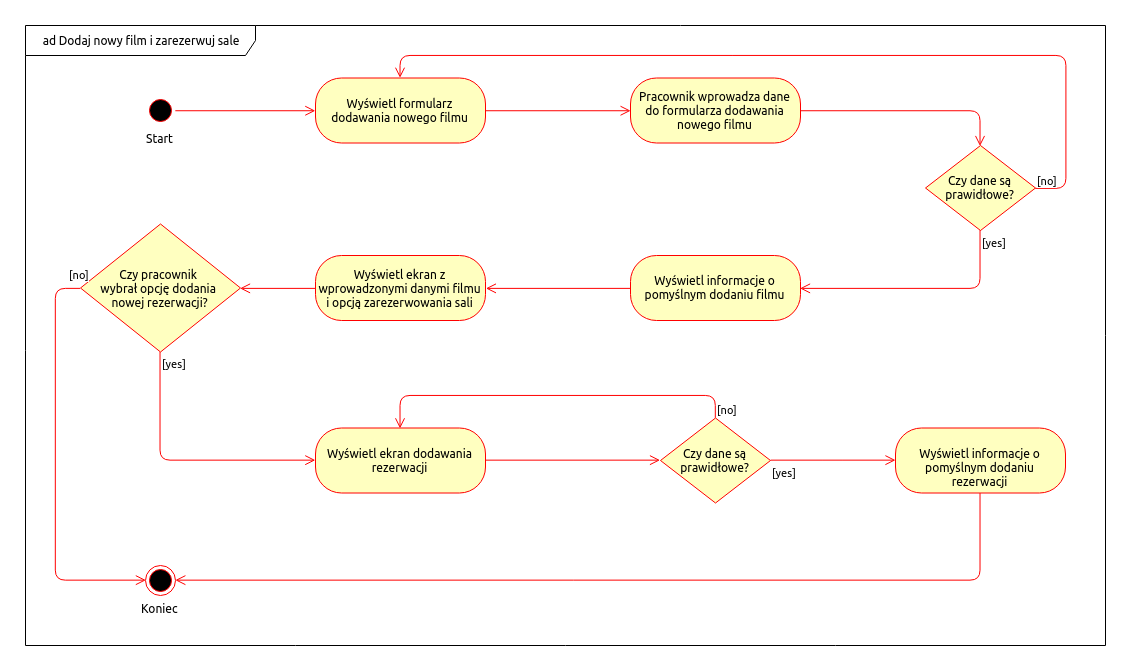 ad Dodaj nowy film i zarezerwuj sale
Start
Wyświetl formularz
dodawania nowego filmu
Pracownik wprowadza dane
do formularza dodawania
nowego filmu
Czy dane są
prawidłowe?
[no]
[yes]
Wyświetl informacje o
pomyślnym dodaniu filmu
Wyświetl ekran z
wprowadzonymi danymi filmu
i opcją zarezerwowania sali
Czy pracownik
wybrał opcję dodania
nowej rezerwacji?
[no]
[yes]
Wyświetl ekran dodawania
rezerwacji
Czy dane są
prawidłowe?
[no]
[yes]
Wyświetl informacje o
pomyślnym dodaniu
rezerwacji
Koniec